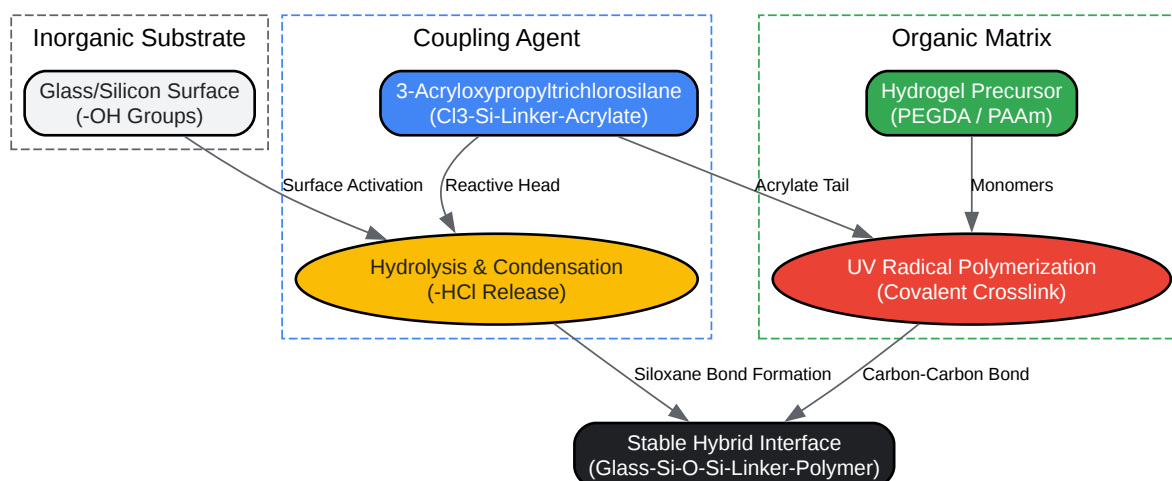 Inorganic Substrate
Coupling Agent
Organic Matrix
Glass/Silicon Surface
(-OH Groups)
3-Acryloxypropyltrichlorosilane
(Cl3-Si-Linker-Acrylate)
Hydrogel Precursor
(PEGDA / PAAm)
Surface Activation
Reactive Head
Acrylate Tail
Monomers
Hydrolysis & Condensation
(-HCl Release)
UV Radical Polymerization
(Covalent Crosslink)
Siloxane Bond Formation
Carbon-Carbon Bond
Stable Hybrid Interface
(Glass-Si-O-Si-Linker-Polymer)